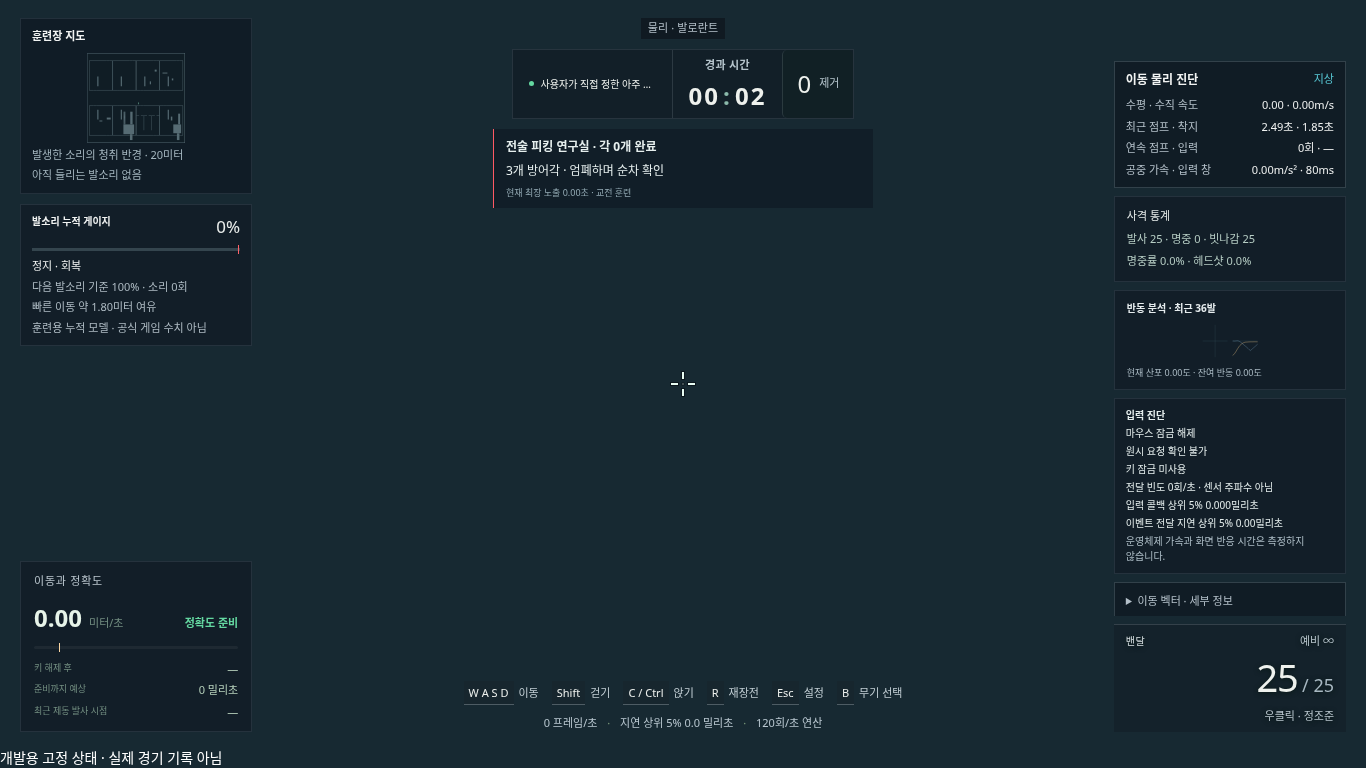 훈련장 지도
발생한 소리의 청취 반경 · 20미터
아직 들리는 발소리 없음
발소리 누적 게이지
0%
정지 · 회복
다음 발소리 기준 100% · 소리 0회
빠른 이동 약 1.80미터 여유
훈련용 누적 모델 · 공식 게임 수치 아님
이동과 정확도
0.00 미터/초
정확도 준비
키 해제 후 —
준비까지 예상 0 밀리초
최근 제동 발사 시점 —
개발용 고정 상태 · 실제 경기 기록 아님
물리 · 발로란트
사용자가 직접 정한 아주 ...
경과 시간
00:02
0 제거
전술 피킹 연구실 · 각 0개 완료
3개 방어각 · 엄폐하며 순차 확인
현재 최장 노출 0.00초 · 교전 훈련
W A S D 이동 Shift 걷기 C / Ctrl 앉기 R 재장전 Esc 설정 B 무기 선택
0 프레임/초 · 지연 상위 5% 0.0 밀리초 · 120회/초 연산
이동 물리 진단 지상
수평 · 수직 속도 0.00 · 0.00m/s
최근 점프 · 착지 2.49초 · 1.85초
연속 점프 · 입력 0회 · —
공중 가속 · 입력 창 0.00m/s² · 80ms
사격 통계
발사 25 · 명중 0 · 빗나감 25
명중률 0.0% · 헤드샷 0.0%
반동 분석 · 최근 36발
현재 산포 0.00도 · 잔여 반동 0.00도
입력 진단
마우스 잠금 해제
원시 요청 확인 불가
키 잠금 미사용
전달 빈도 0회/초 · 센서 주파수 아님
입력 콜백 상위 5% 0.000밀리초
이벤트 전달 지연 상위 5% 0.00밀리초
운영체제 가속과 화면 반응 시간은 측정하지
않습니다.
▶ 이동 벡터 · 세부 정보
밴달 예비 ∞
25 / 25
우클릭 · 정조준